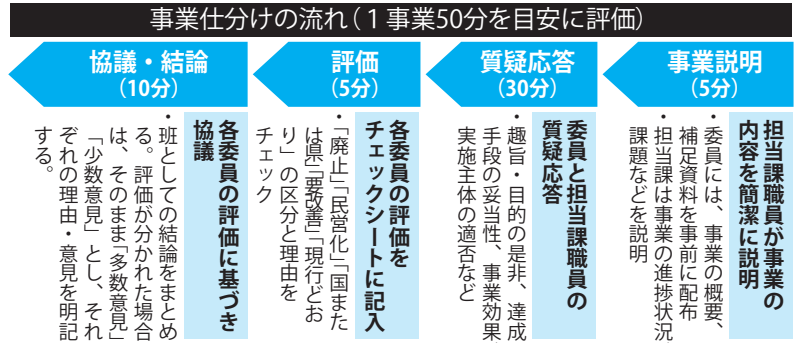 事業仕分けの流れ（１事業50分を目安に評価）
事業説明
（5分）
担当課職員が事業の
内容を簡潔に説明
・委員には、事業の概要、
補足資料を事前に配布
・担当課は事業の進捗状況
課題などを説明
質疑応答
（30分）
委員と担当課職員の
質疑応答
・趣旨・目的の是非、達成
手段の妥当性、事業効果
実施主体の適否など
評価
（5分）
各委員の評価を
チェックシートに記入
・「廃止」「民営化」「国また
は県」「要改善」「現行どお
り」の区分と理由を
チェック
協議・結論
（10分）
各委員の評価に基づき
協議
・班としての結論をまとめ
る。評価が分かれた場合
は、そのまま「多数意見」
「少数意見」とし、それ
ぞれの理由・意見を明記
する。